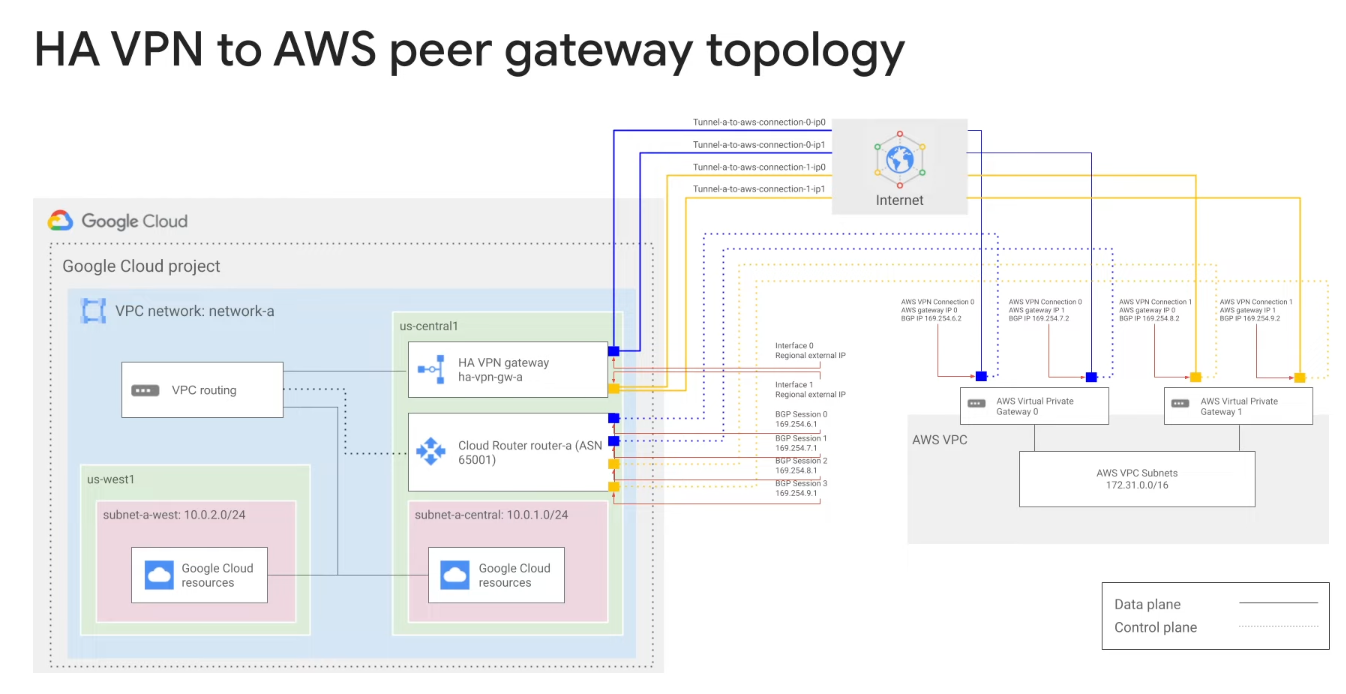 HA VPN to AWS peer gateway topology
Tunnel-a-to-aws-connection-0-ip0
Tunnel-a-to-aws-connection-0-ip1
Tunnel-a-to-aws-connection-1-ip0
Tunnel-a-to-aws-connection-1-ip1
Internet
Google Cloud
Google Cloud project
VPC network: network-a
us-central1
HA VPN gateway
ha-vpn-gw-a
VPC routing
Cloud Router router-a (ASN
65001)
us-west1
subnet-a-west: 10.0.2.0/24
Google Cloud
resources
subnet-a-central: 10.0.1.0/24
Google Cloud
resources
Interface 0
Regional external IP
Interface 1
Regional external IP
BGP Session 0
169.254.6.1
BGP Session 1
169.254.7.1
BGP Session 2
169.254.8.1
BGP Session 3
169.254.9.1
AWS VPN Connection 0
AWS gateway IP 0
BGP IP 169.254.6.2
AWS VPN Connection 0
AWS gateway IP 1
BGP IP 169.254.7.2
AWS VPN Connection 1
AWS gateway IP 0
BGP IP 169.254.8.2
AWS VPN Connection 1
AWS gateway IP 1
BGP IP 169.254.9.2
AWS Virtual Private
Gateway 0
AWS Virtual Private
Gateway 1
AWS VPC
AWS VPC Subnets
172.31.0.0/16
Data plane
Control plane